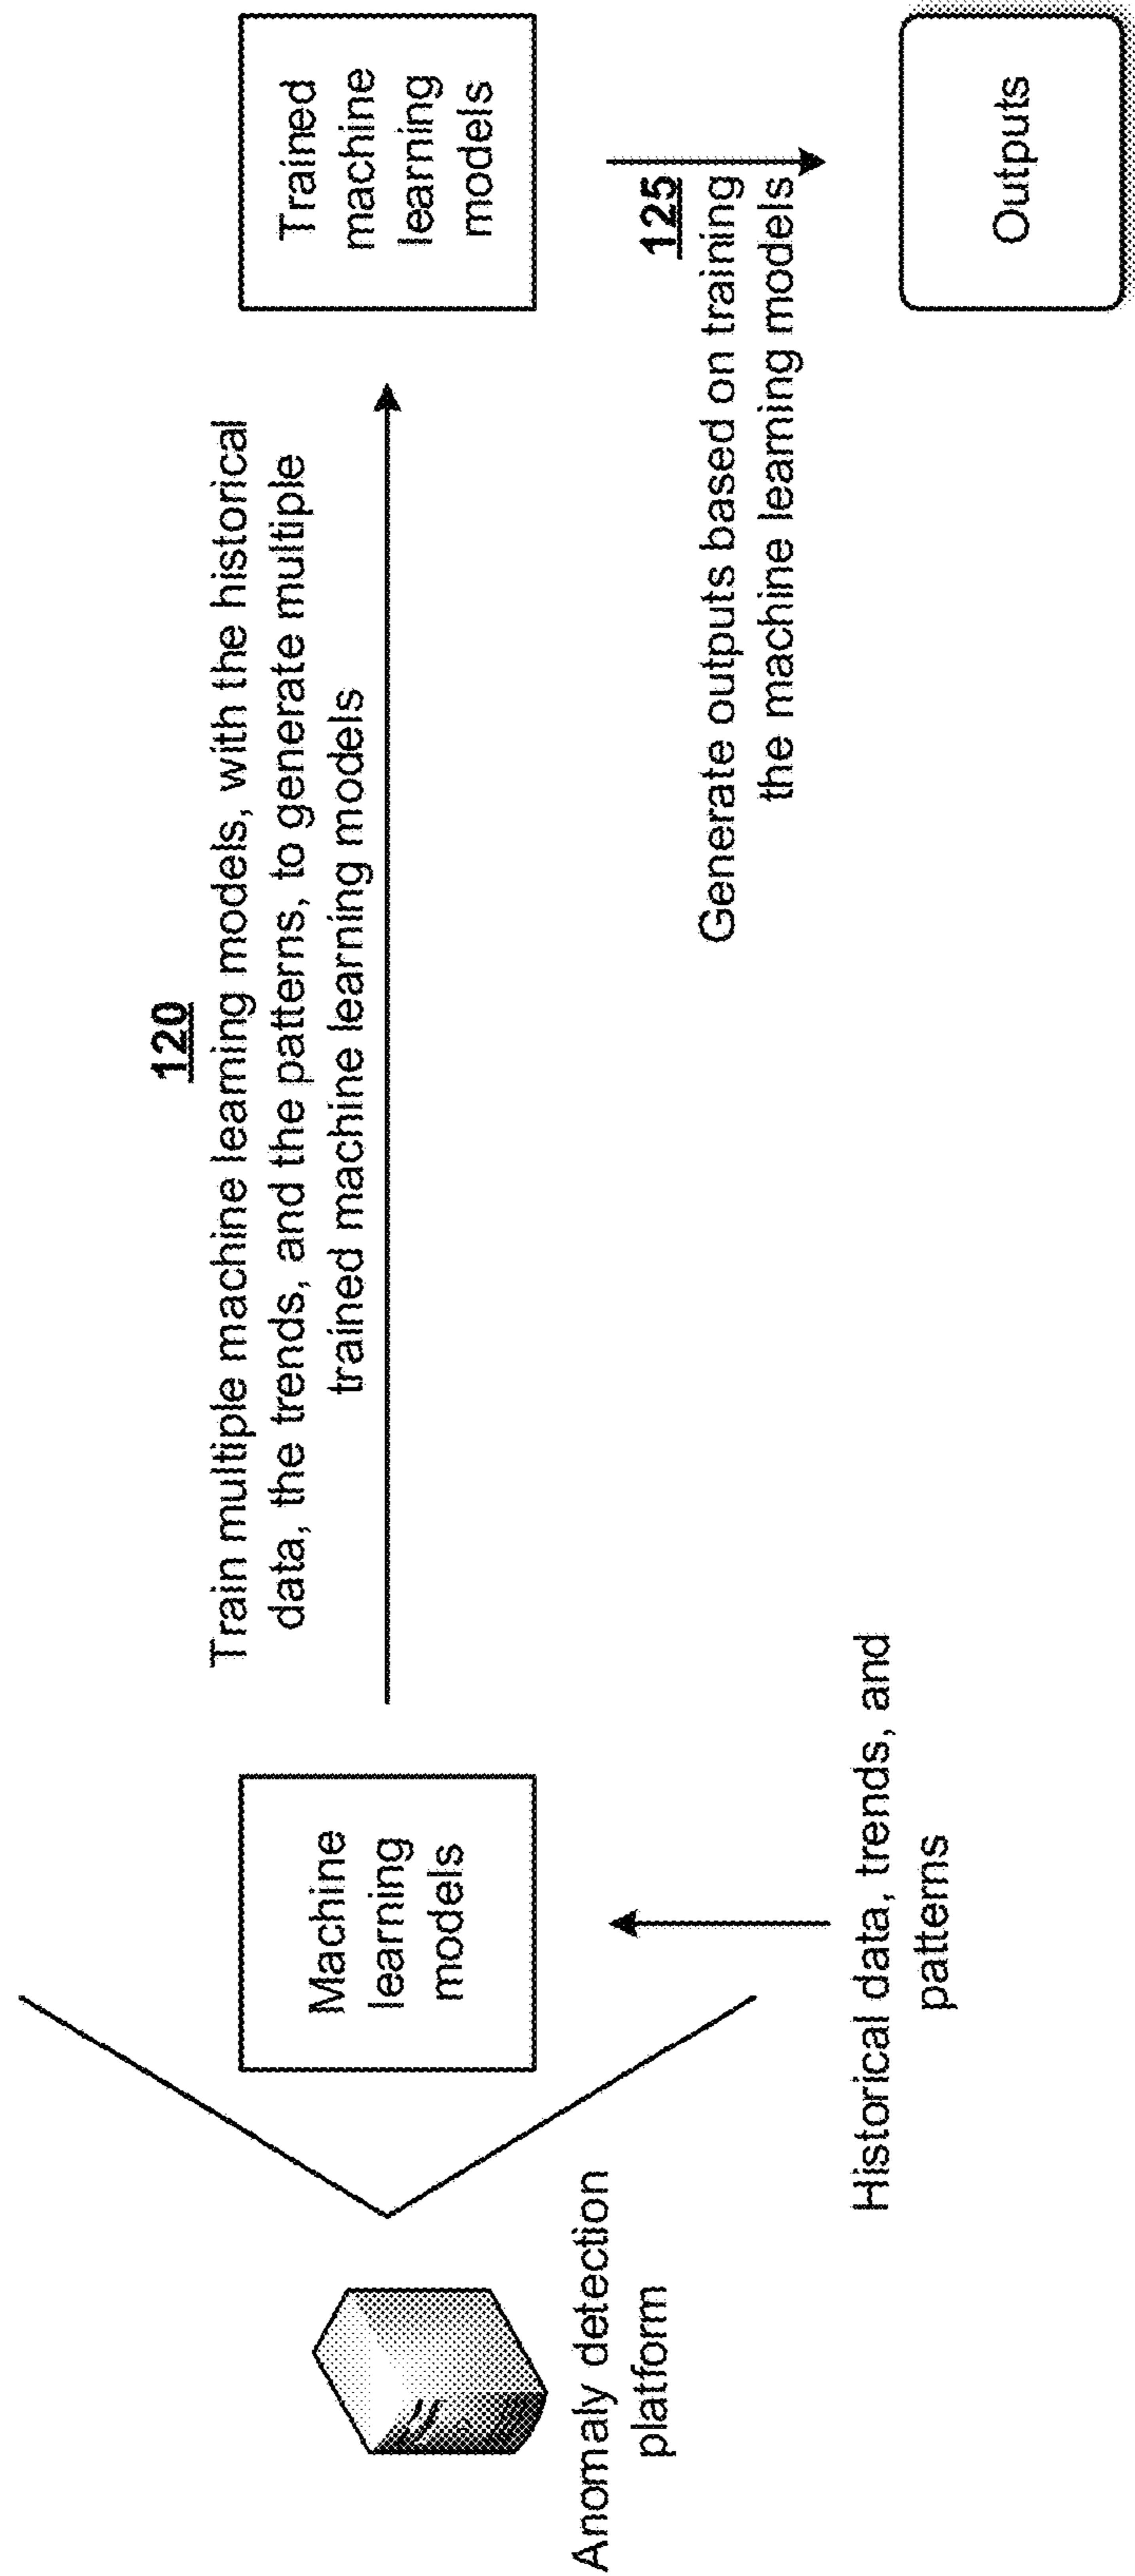 120
Train multiple machine learning models, with the historical
data, the trends, and the patterns, to generate multiple
trained machine learning models
Machine
learning
models
Trained
machine
learning
models
Anomaly detection
platform
125
Generate outputs based on training
the machine learning models
Historical data, trends, and
patterns
Outputs